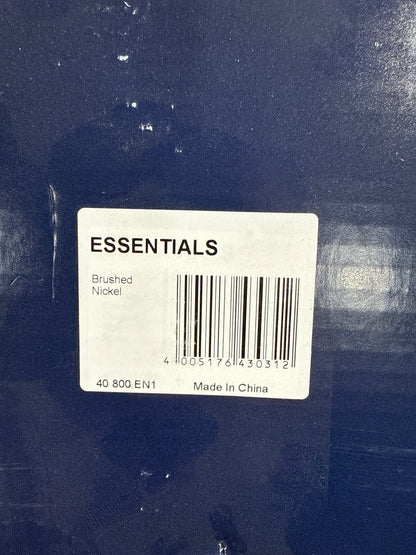 ESSENTIALS
Brushed
Nickel
4 005176 430312
40 800 EN1
Made In China